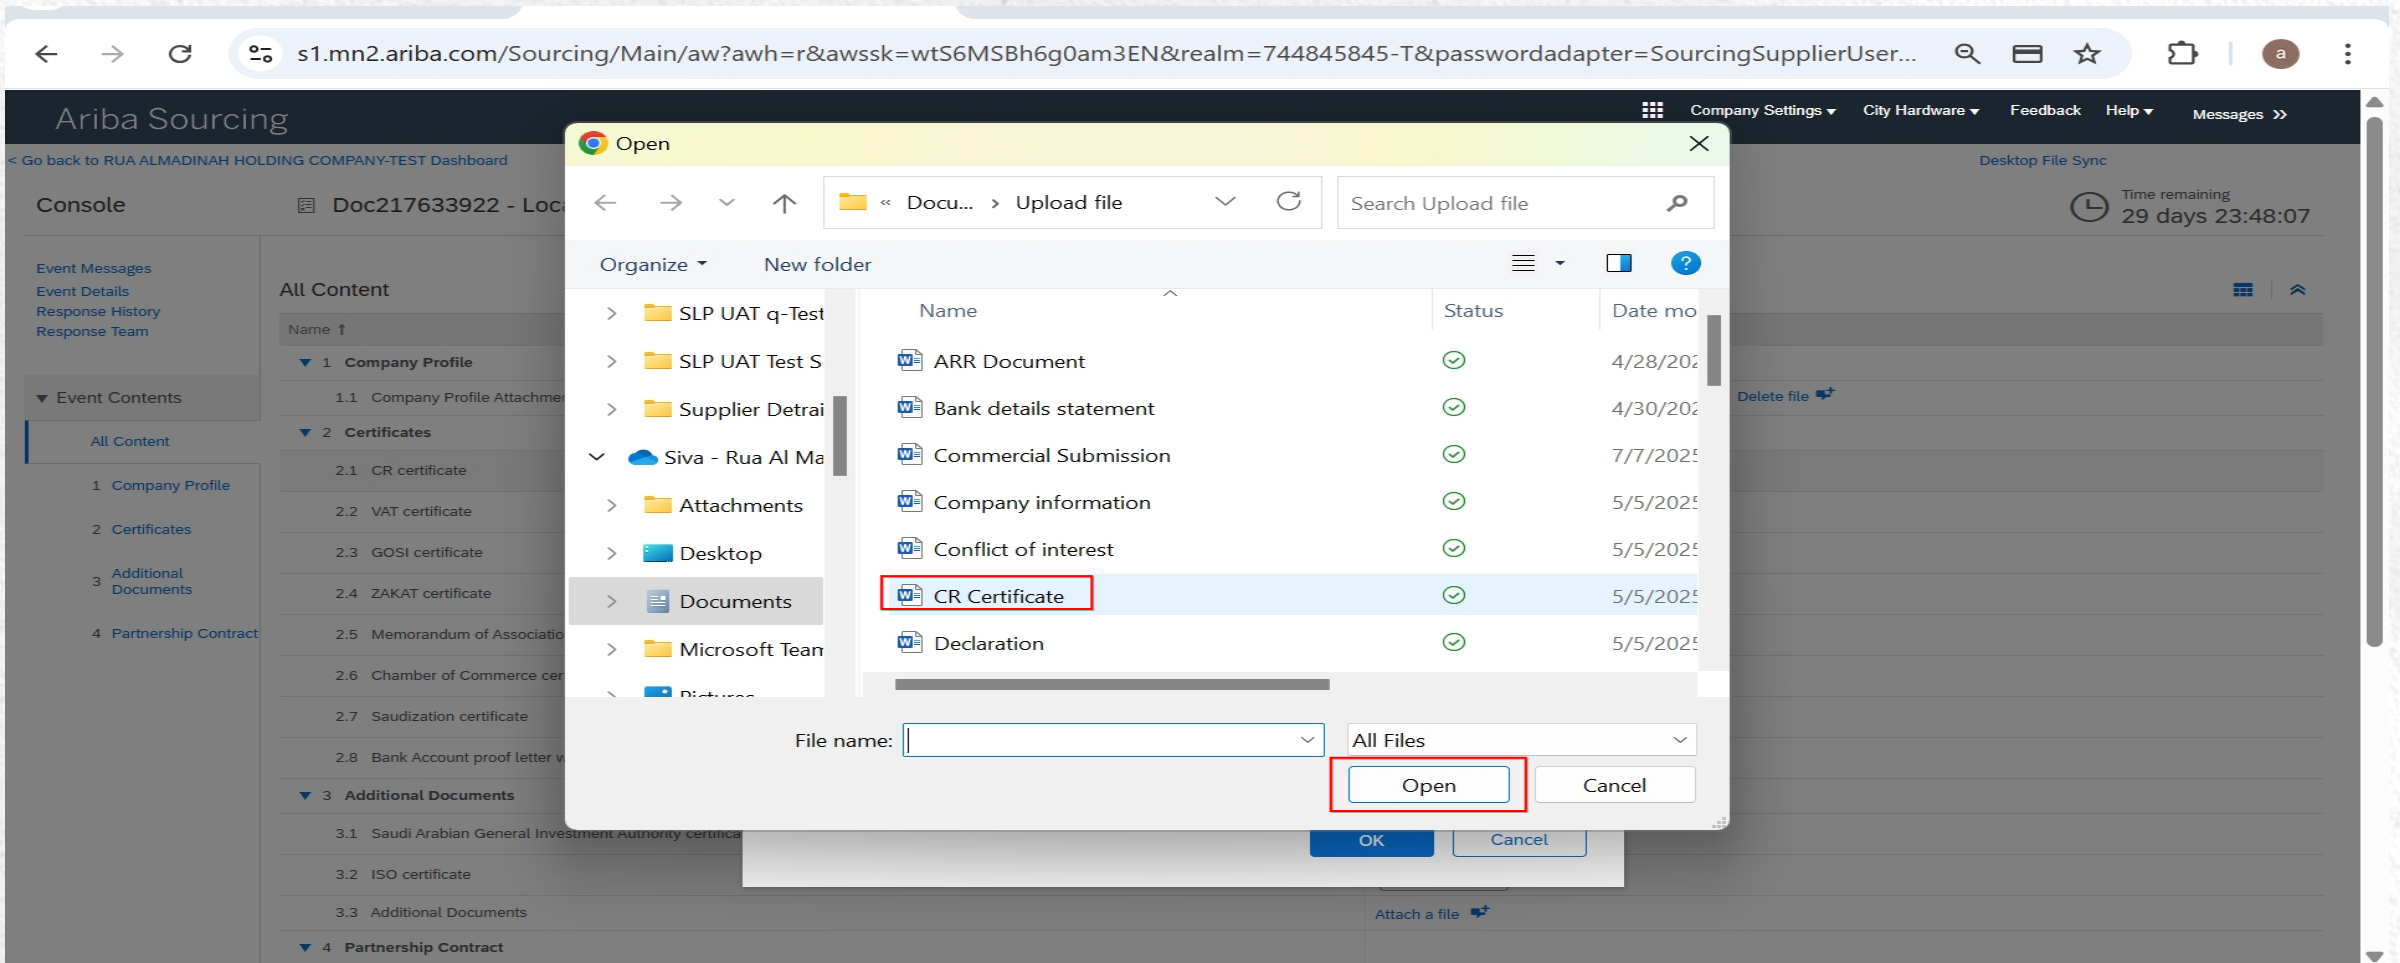 s1.mn2.ariba.com/Sourcing/Main/aw?awh=r&awssk=wtS6MSBh6g0am3EN&realm=744845845-T&passwordadapter=SourcingSupplierUser...
a
Ariba Sourcing
Company Settings
City Hardware
Feedback
Help
Messages
< Go back to RUA ALMADINAH HOLDING COMPANY-TEST Dashboard
Desktop File Sync
Console
Doc217633922 - Loca
Time remaining
29 days 23:48:07
Event Messages
Event Details
Response History
Response Team
Event Contents
All Content
1 Company Profile
2 Certificates
3 Additional
Documents
4 Partnership Contract
All Content
Name ↑
1 Company Profile
1.1 Company Profile Attachme
Delete file
2 Certificates
2.1 CR certificate
2.2 VAT certificate
2.3 GOSI certificate
2.4 ZAKAT certificate
2.5 Memorandum of Associatio
2.6 Chamber of Commerce cer
2.7 Saudization certificate
2.8 Bank Account proof letter w
3 Additional Documents
3.1 Saudi Arabian General Investment Authority certifica
3.2 ISO certificate
3.3 Additional Documents
Attach a file
4 Partnership Contract
Open
« Docu... › Upload file
Search Upload file
Organize
New folder
?
SLP UAT q-Test
SLP UAT Test S
Supplier Detrai
Siva - Rua Al Ma
Attachments
Desktop
Documents
Microsoft Team
Pictures
Name Status Date mo
ARR Document 4/28/202
Bank details statement 4/30/202
Commercial Submission 7/7/2025
Company information 5/5/2025
Conflict of interest 5/5/2025
CR Certificate 5/5/2025
Declaration 5/5/2025
File name:
All Files
Open
Cancel
OK
Cancel